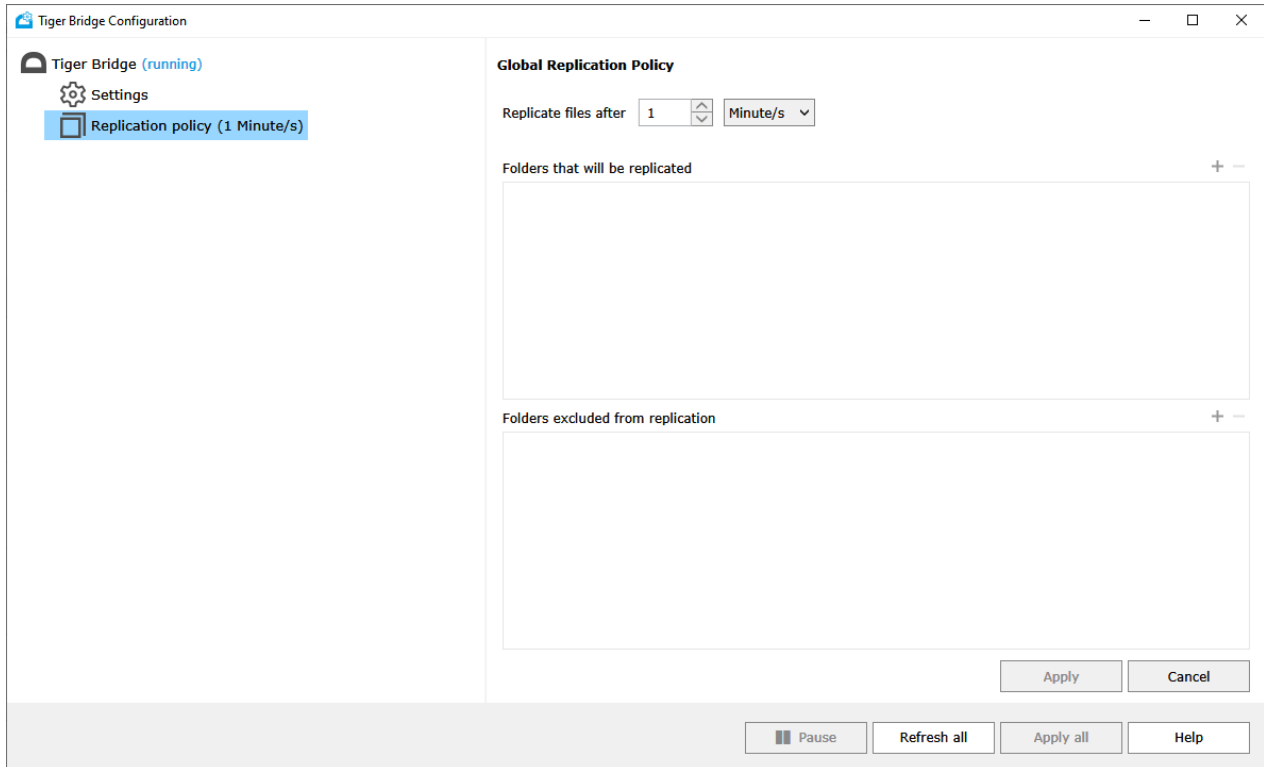 Tiger Bridge Configuration
Tiger Bridge (running)
Settings
Replication policy (1 Minute/s)
Global Replication Policy
Replicate files after 1 Minute/s
Folders that will be replicated
Folders excluded from replication
Apply Cancel
Pause Refresh all Apply all Help